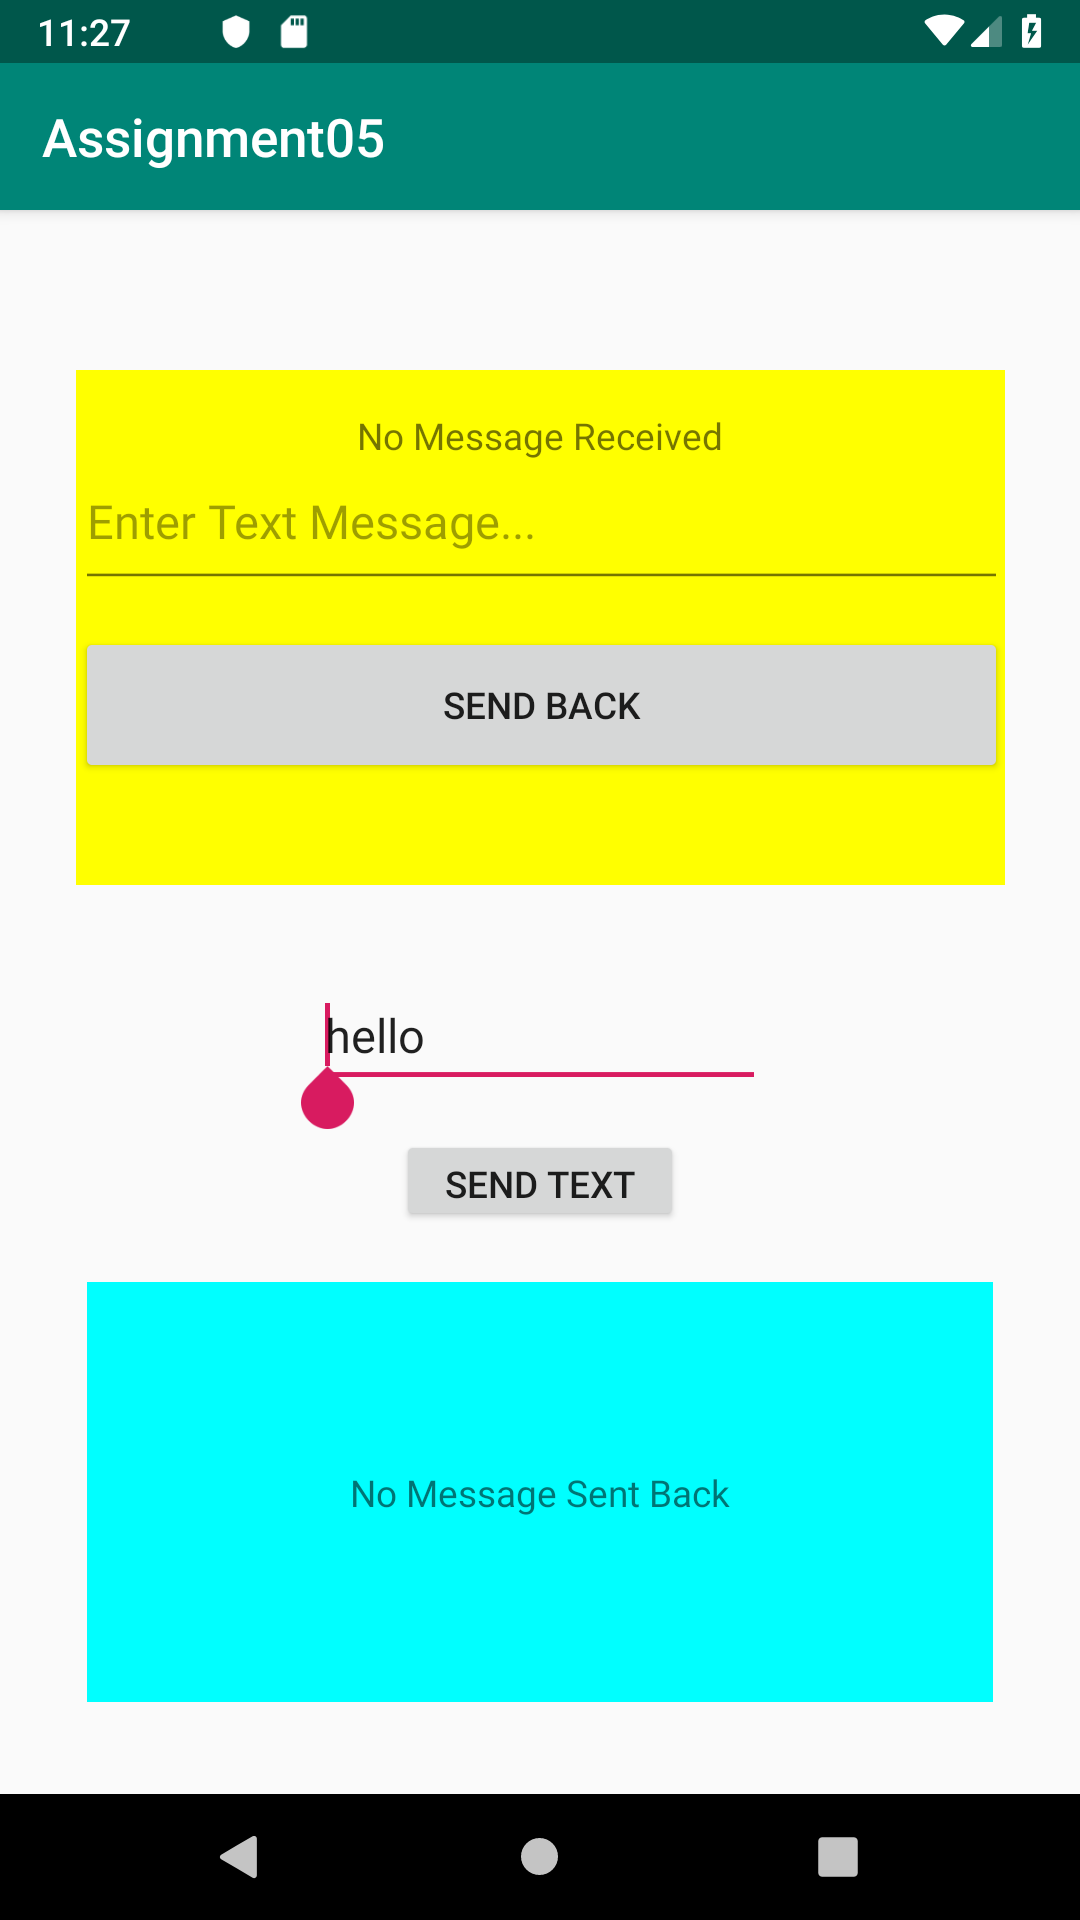 11:27
Assignment05
No Message Received
Enter Text Message...
SEND BACK
hello
SEND TEXT
No Message Sent Back